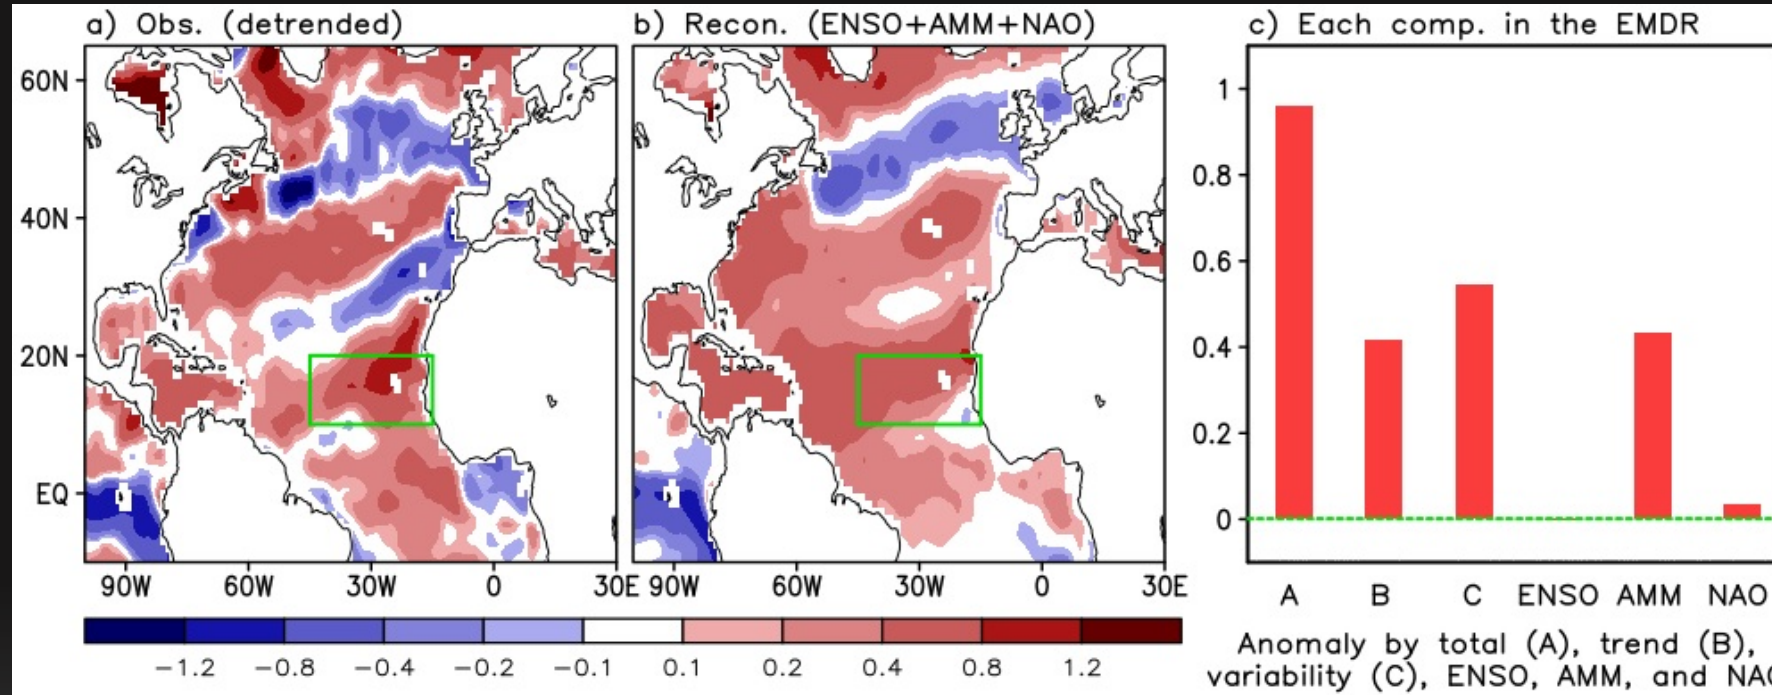 a) Obs. (detrended)
b) Recon. (ENSO+AMM+NAO)
c) Each comp. in the EMDR
60N
40N
20N
EQ
90W 60W 30W 0 30E
90W 60W 30W 0 30E
-1.2 -0.8 -0.4 -0.2 -0.1 0.1 0.2 0.4 0.8 1.2
1
0.8
0.6
0.4
0.2
0
A B C ENSO AMM NAO
Anomaly by total (A), trend (B),
variability (C), ENSO, AMM, and NAO